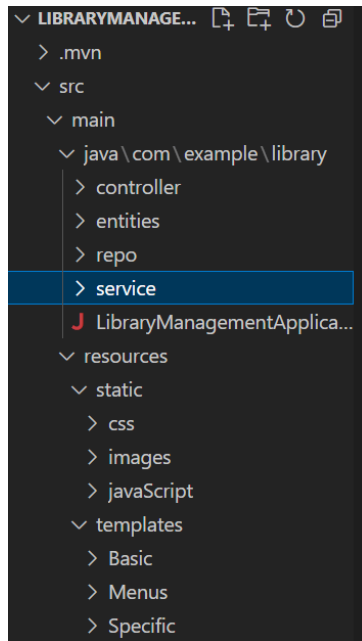 LIBRARYMANAGE...
.mvn
src
main
java\com\example\library
controller
entities
repo
service
J LibraryManagementApplica...
resources
static
css
images
javaScript
templates
Basic
Menus
Specific